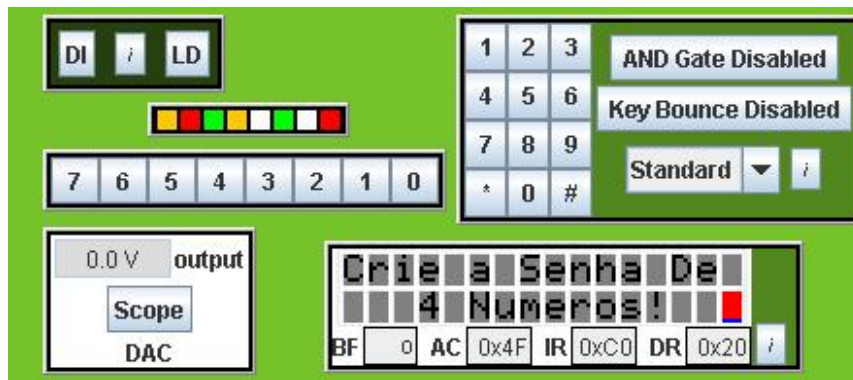 DI i LD
7 6 5 4 3 2 1 0
0.0 V output
Scope
DAC
1 2 3
4 5 6
7 8 9
* 0 #
AND Gate Disabled
Key Bounce Disabled
Standard i
Crie a Senha De
4 Numeros!
BF 0 AC 0x4F IR 0xC0 DR 0x20 i